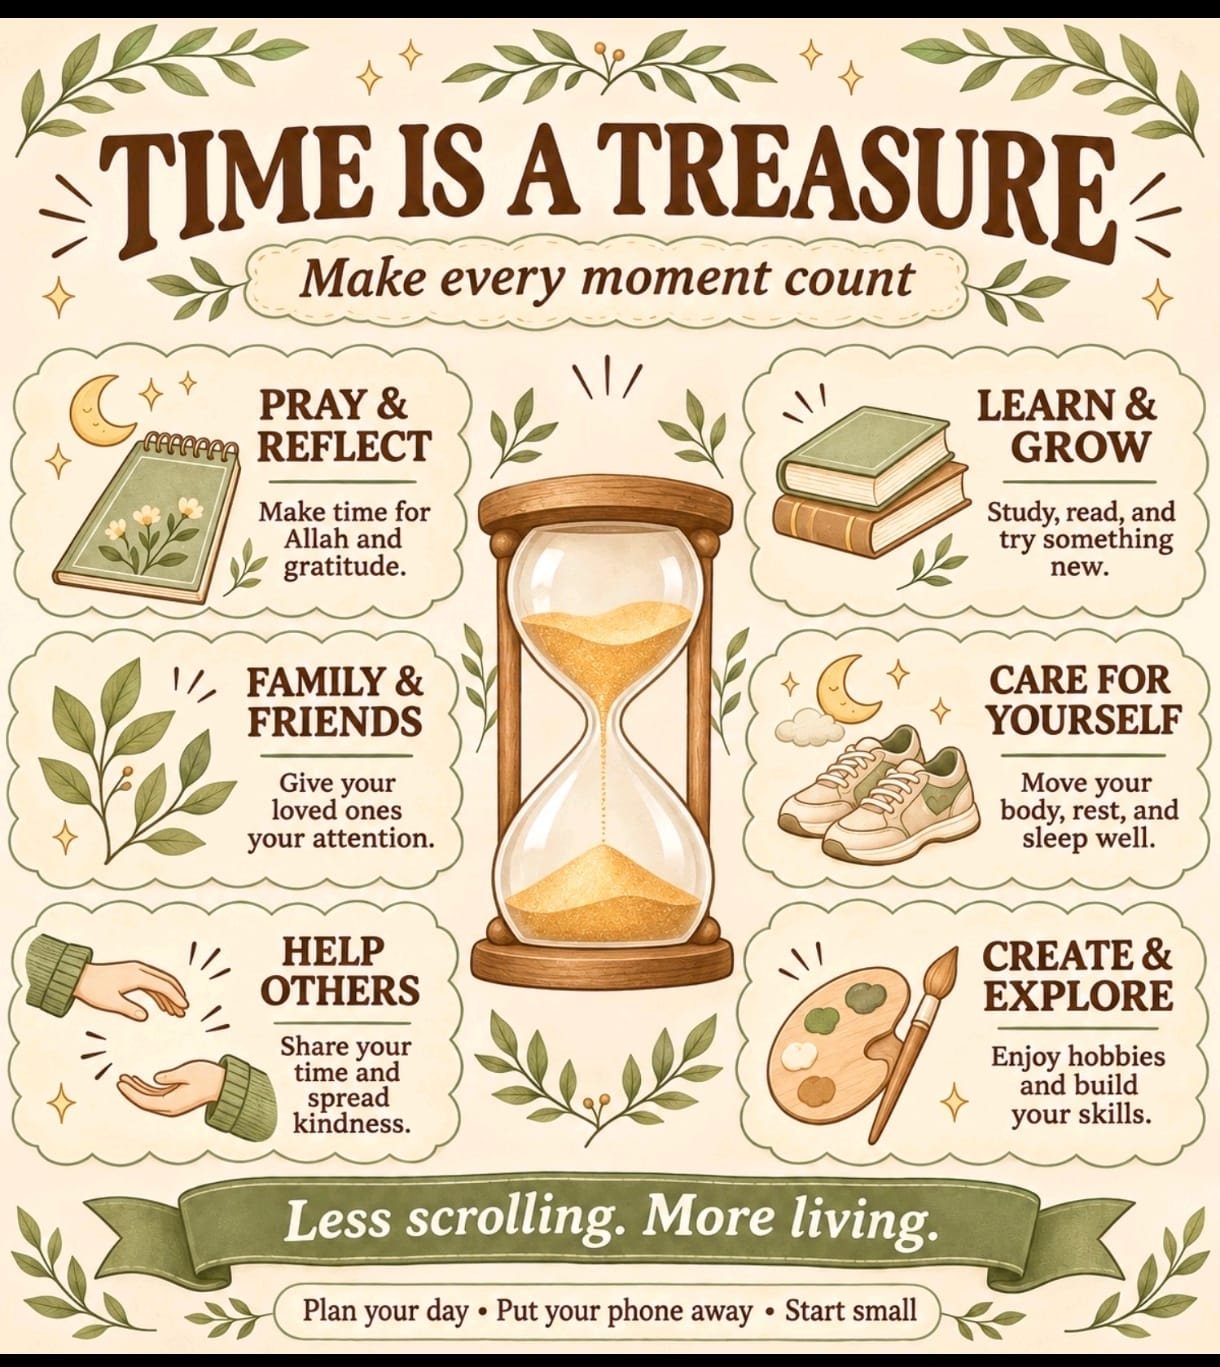 TIME IS A TREASURE
Make every moment count
PRAY &
REFLECT
Make time for
Allah and
gratitude.
LEARN &
GROW
Study, read, and
try something
new.
FAMILY &
FRIENDS
Give your
loved ones
your attention.
CARE FOR
YOURSELF
Move your
body, rest, and
sleep well.
HELP
OTHERS
Share your
time and
spread
kindness.
CREATE &
EXPLORE
Enjoy hobbies
and build
your skills.
Less scrolling. More living.
Plan your day • Put your phone away • Start small